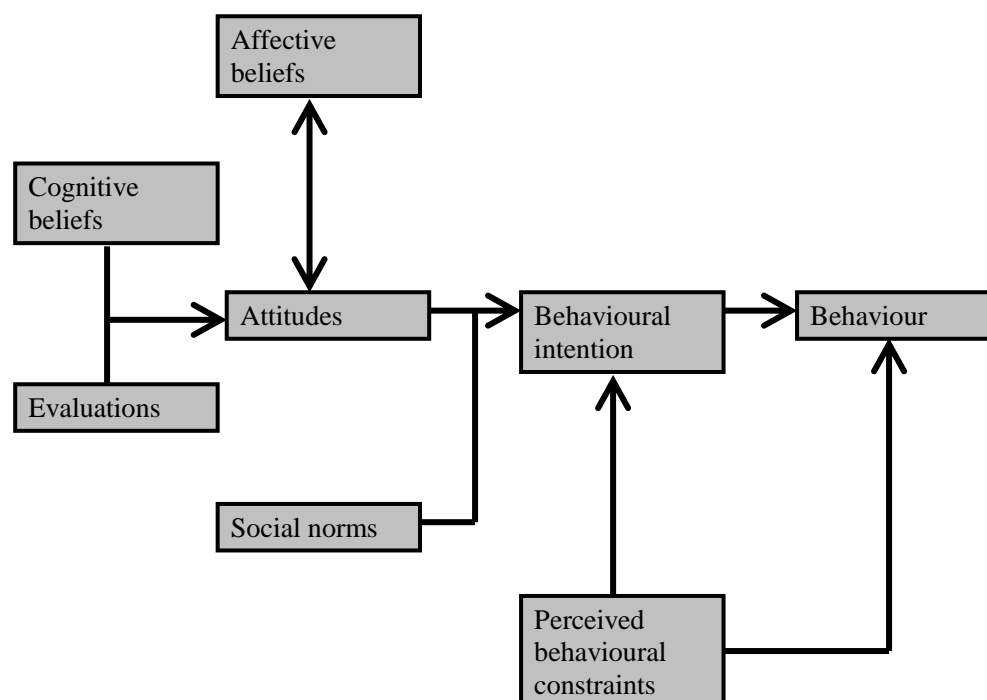 Affective
beliefs
Cognitive
beliefs
Attitudes
Behavioural
intention
Behaviour
Evaluations
Social norms
Perceived
behavioural
constraints